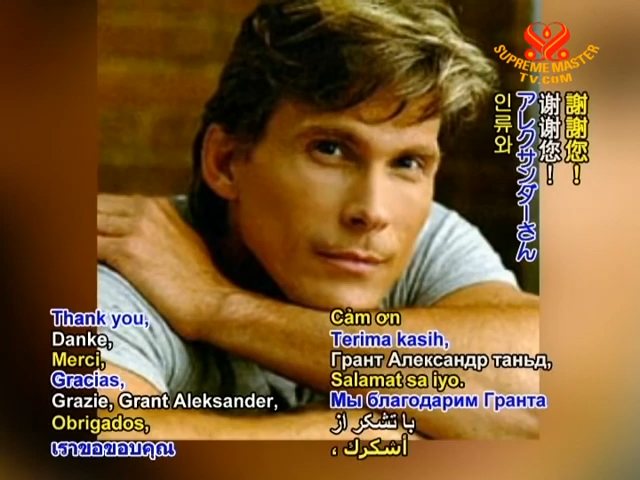 SUPREME MASTER
TV.COM
謝謝您！
谢谢您！
アレクサンダーさん
인류와
Thank you,
Danke,
Merci,
Gracias,
Grazie, Grant Aleksander,
Obrigados,
เราขอขอบคุณ
Cảm ơn
Terima kasih,
Грант Александр таньд,
Salamat sa iyo.
Мы благодарим Гранта
با تشکر از
أشكرك ،